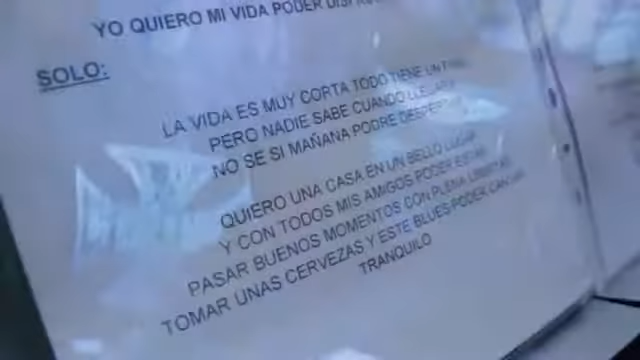 YO QUIERO MI VIDA PODER
SOLO:
LA VIDA ES MUY CORTA TODO TIENE UN
PERO NADIE SABE CUANDO LLEGARA
NO SE SI MAÑANA PODRE DESPERTAR
QUIERO UNA CASA EN UN BELLO LUGAR
Y CON TODOS MIS AMIGOS PODER ESTAR
PASAR BUENOS MOMENTOS CON PLENA LIBERTAD
TOMAR UNAS CERVEZAS Y ESTE BLUES PODER CANTAR
TRANQUILO